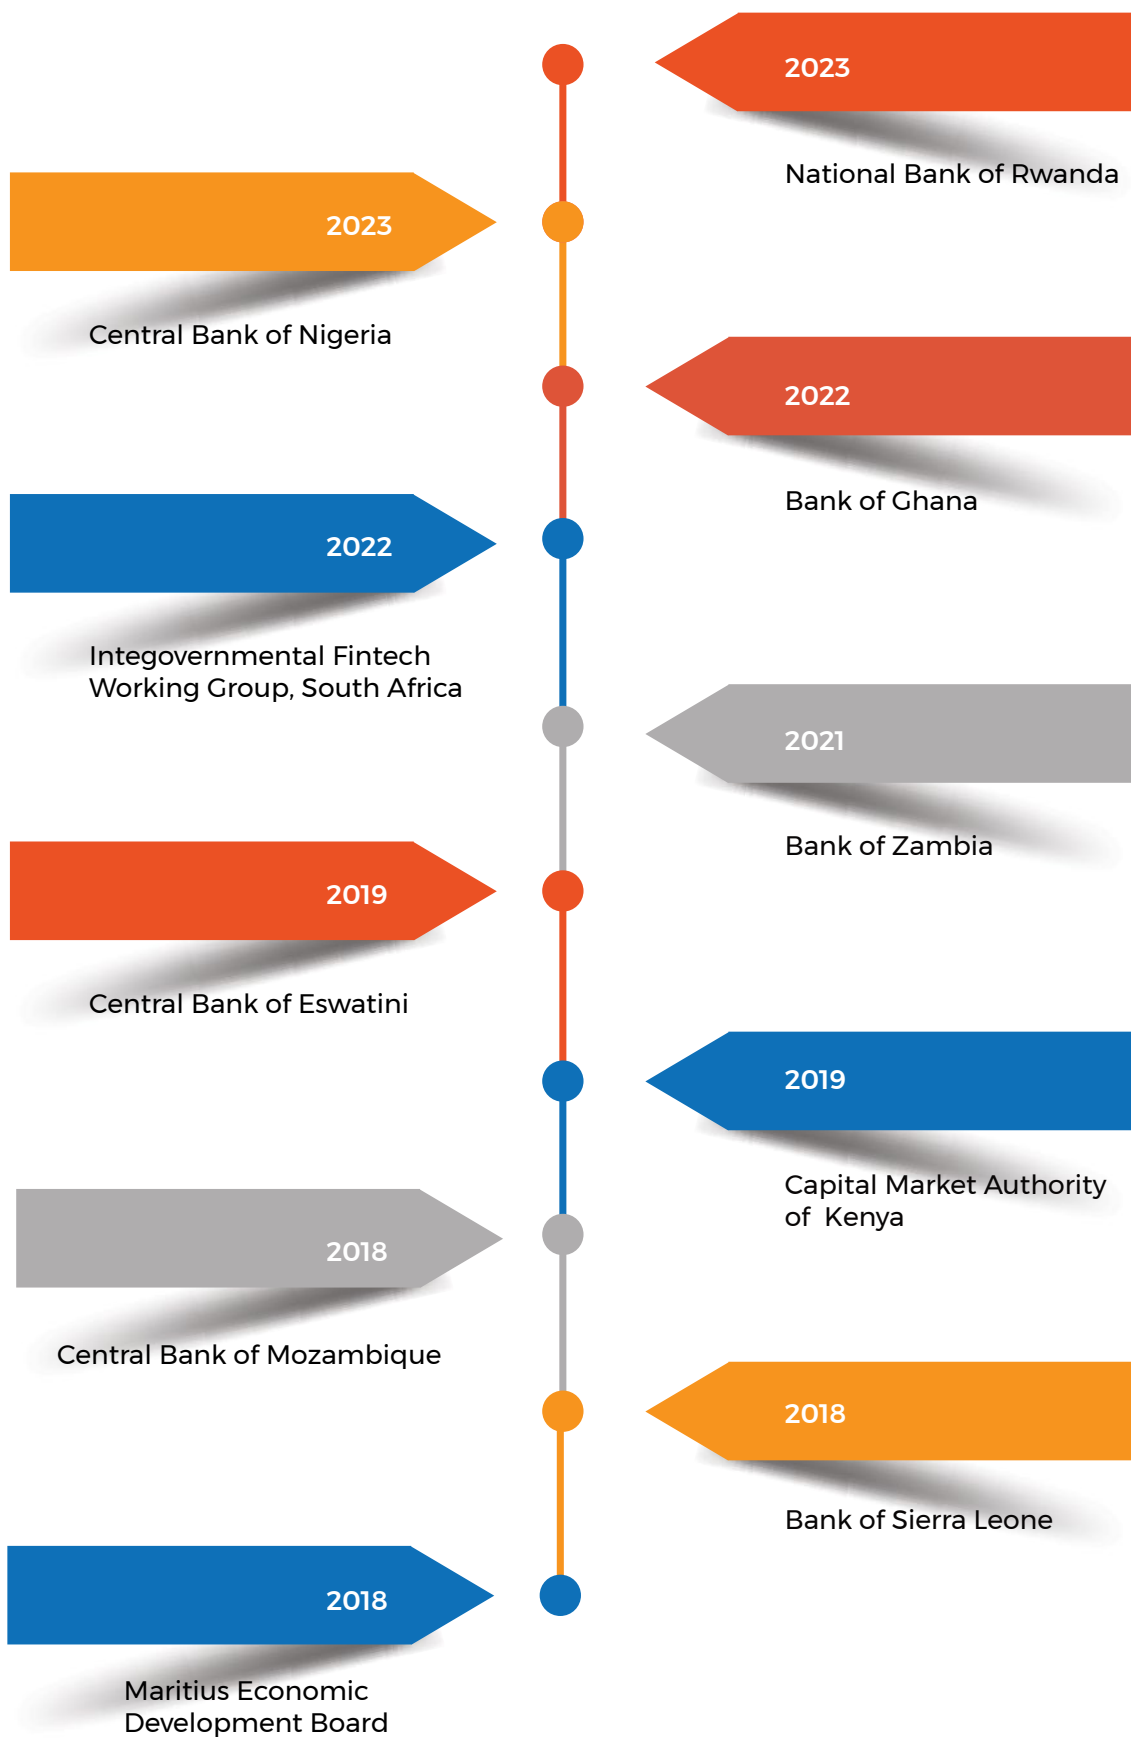 2023
National Bank of Rwanda
2023
Central Bank of Nigeria
2022
Bank of Ghana
2022
Integovernmental Fintech
Working Group, South Africa
2021
Bank of Zambia
2019
Central Bank of Eswatini
2019
Capital Market Authority
of  Kenya
2018
Central Bank of Mozambique
2018
Bank of Sierra Leone
2018
Maritius Economic
Development Board